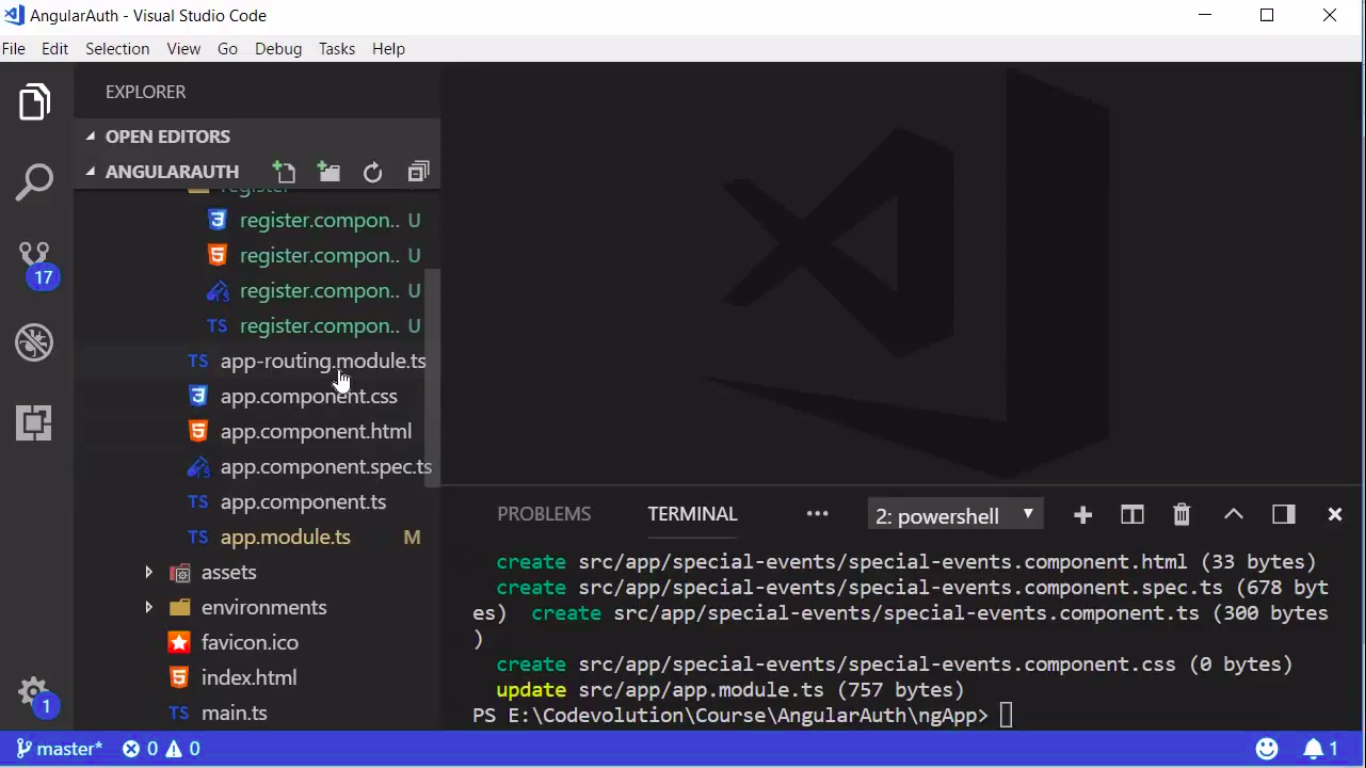 AngularAuth - Visual Studio Code
File Edit Selection View Go Debug Tasks Help
EXPLORER
OPEN EDITORS
ANGULARAUTH
register
register.compon.. U
register.compon.. U
register.compon.. U
TS register.compon.. U
TS app-routing.module.ts
app.component.css
app.component.html
app.component.spec.ts
TS app.component.ts
TS app.module.ts M
assets
environments
favicon.ico
index.html
TS main.ts
17
1
PROBLEMS TERMINAL ••• 2: powershell
create src/app/special-events/special-events.component.html (33 bytes)
create src/app/special-events/special-events.component.spec.ts (678 byt
es) create src/app/special-events/special-events.component.ts (300 bytes
)
create src/app/special-events/special-events.component.css (0 bytes)
update src/app/app.module.ts (757 bytes)
PS E:\Codevolution\Course\AngularAuth\ngApp>
master* 0 0 1